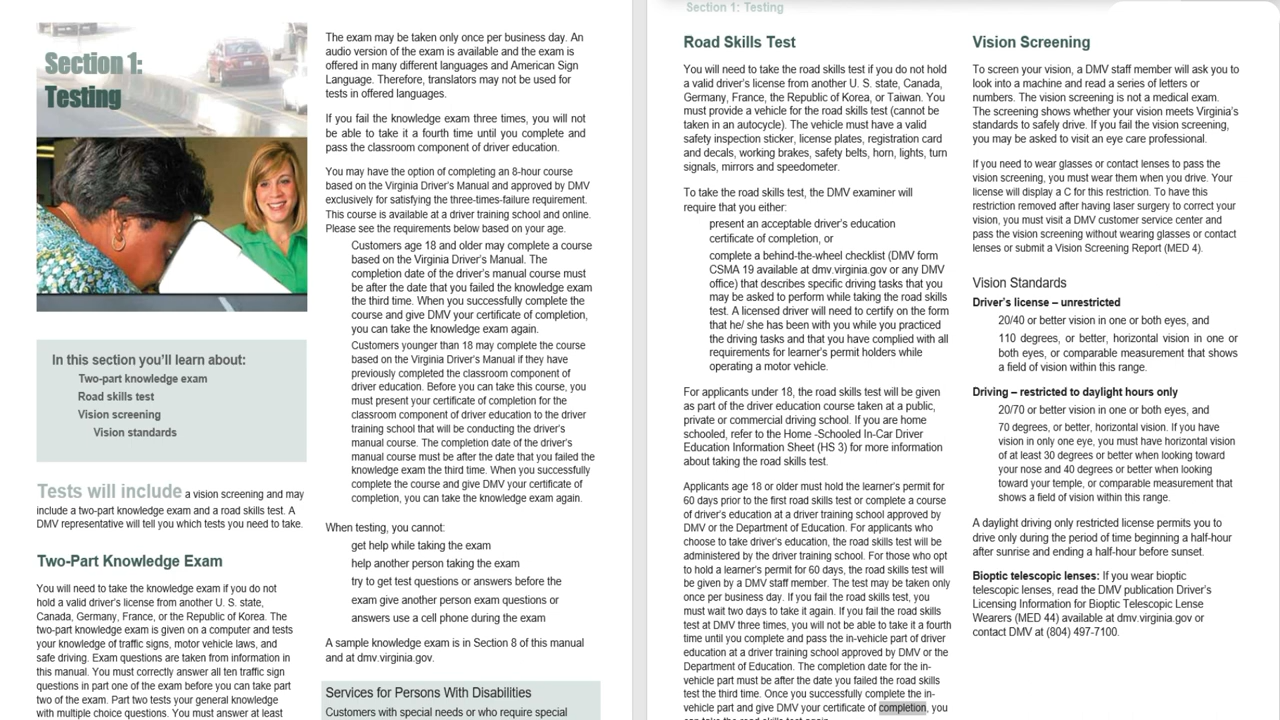 Section 1:
Testing
In this section you'll learn about:
Two-part knowledge exam
Road skills test
Vision screening
Vision standards
Tests will include a vision screening and may
include a two-part knowledge exam and a road skills test. A
DMV representative will tell you which tests you need to take.
Two-Part Knowledge Exam
You will need to take the knowledge exam if you do not
hold a valid driver's license from another U. S. state,
Canada, Germany, France, or the Republic of Korea. The
two-part knowledge exam is given on a computer and tests
your knowledge of traffic signs, motor vehicle laws, and
safe driving. Exam questions are taken from information in
this manual. You must correctly answer all ten traffic sign
questions in part one of the exam before you can take part
two of the exam. Part two tests your general knowledge
with multiple choice questions. You must answer at least
The exam may be taken only once per business day. An
audio version of the exam is available and the exam is
offered in many different languages and American Sign
Language. Therefore, translators may not be used for
tests in offered languages.
If you fail the knowledge exam three times, you will not
be able to take it a fourth time until you complete and
pass the classroom component of driver education.
You may have the option of completing an 8-hour course
based on the Virginia Driver's Manual and approved by DMV
exclusively for satisfying the three-times-failure requirement.
This course is available at a driver training school and online.
Please see the requirements below based on your age.
Customers age 18 and older may complete a course
based on the Virginia Driver's Manual. The
completion date of the driver's manual course must
be after the date that you failed the knowledge exam
the third time. When you successfully complete the
course and give DMV your certificate of completion,
you can take the knowledge exam again.
Customers younger than 18 may complete the course
based on the Virginia Driver's Manual if they have
previously completed the classroom component of
driver education. Before you can take this course, you
must present your certificate of completion for the
classroom component of driver education to the driver
training school that will be conducting the driver's
manual course. The completion date of the driver's
manual course must be after the date that you failed the
knowledge exam the third time. When you successfully
complete the course and give DMV your certificate of
completion, you can take the knowledge exam again.
When testing, you cannot:
get help while taking the exam
help another person taking the exam
try to get test questions or answers before the
exam give another person exam questions or
answers use a cell phone during the exam
A sample knowledge exam is in Section 8 of this manual
and at dmv.virginia.gov.
Services for Persons With Disabilities
Customers with special needs or who require special
Section 1: Testing
Road Skills Test
You will need to take the road skills test if you do not hold
a valid driver's license from another U. S. state, Canada,
Germany, France, the Republic of Korea, or Taiwan. You
must provide a vehicle for the road skills test (cannot be
taken in an autocycle). The vehicle must have a valid
safety inspection sticker, license plates, registration card
and decals, working brakes, safety belts, horn, lights, turn
signals, mirrors and speedometer.
To take the road skills test, the DMV examiner will
require that you either:
present an acceptable driver's education
certificate of completion, or
complete a behind-the-wheel checklist (DMV form
CSMA 19 available at dmv.virginia.gov or any DMV
office) that describes specific driving tasks that you
may be asked to perform while taking the road skills
test. A licensed driver will need to certify on the form
that he/ she has been with you while you practiced
the driving tasks and that you have complied with all
requirements for learner's permit holders while
operating a motor vehicle.
For applicants under 18, the road skills test will be given
as part of the driver education course taken at a public,
private or commercial driving school. If you are home
schooled, refer to the Home -Schooled In-Car Driver
Education Information Sheet (HS 3) for more information
about taking the road skills test.
Applicants age 18 or older must hold the learner's permit for
60 days prior to the first road skills test or complete a course
of driver's education at a driver training school approved by
DMV or the Department of Education. For applicants who
choose to take driver's education, the road skills test will be
administered by the driver training school. For those who opt
to hold a learner's permit for 60 days, the road skills test will
be given by a DMV staff member. The test may be taken only
once per business day. If you fail the road skills test, you
must wait two days to take it again. If you fail the road skills
test at DMV three times, you will not be able to take it a fourth
time until you complete and pass the in-vehicle part of driver
education at a driver training school approved by DMV or the
Department of Education. The completion date for the in-
vehicle part must be after the date you failed the road skills
test the third time. Once you successfully complete the in-
vehicle part and give DMV your certificate of completion, you
can take the road skills test again.
Vision Screening
To screen your vision, a DMV staff member will ask you to
look into a machine and read a series of letters or
numbers. The vision screening is not a medical exam.
The screening shows whether your vision meets Virginia's
standards to safely drive. If you fail the vision screening,
you may be asked to visit an eye care professional.
If you need to wear glasses or contact lenses to pass the
vision screening, you must wear them when you drive. Your
license will display a C for this restriction. To have this
restriction removed after having laser surgery to correct your
vision, you must visit a DMV customer service center and
pass the vision screening without wearing glasses or contact
lenses or submit a Vision Screening Report (MED 4).
Vision Standards
Driver's license – unrestricted
20/40 or better vision in one or both eyes, and
110 degrees, or better, horizontal vision in one or
both eyes, or comparable measurement that shows
a field of vision within this range.
Driving – restricted to daylight hours only
20/70 or better vision in one or both eyes, and
70 degrees, or better, horizontal vision. If you have
vision in only one eye, you must have horizontal vision
of at least 30 degrees or better when looking toward
your nose and 40 degrees or better when looking
toward your temple, or comparable measurement that
shows a field of vision within this range.
A daylight driving only restricted license permits you to
drive only during the period of time beginning a half-hour
after sunrise and ending a half-hour before sunset.
Bioptic telescopic lenses: If you wear bioptic
telescopic lenses, read the DMV publication Driver's
Licensing Information for Bioptic Telescopic Lense
Wearers (MED 44) available at dmv.virginia.gov or
contact DMV at (804) 497-7100.